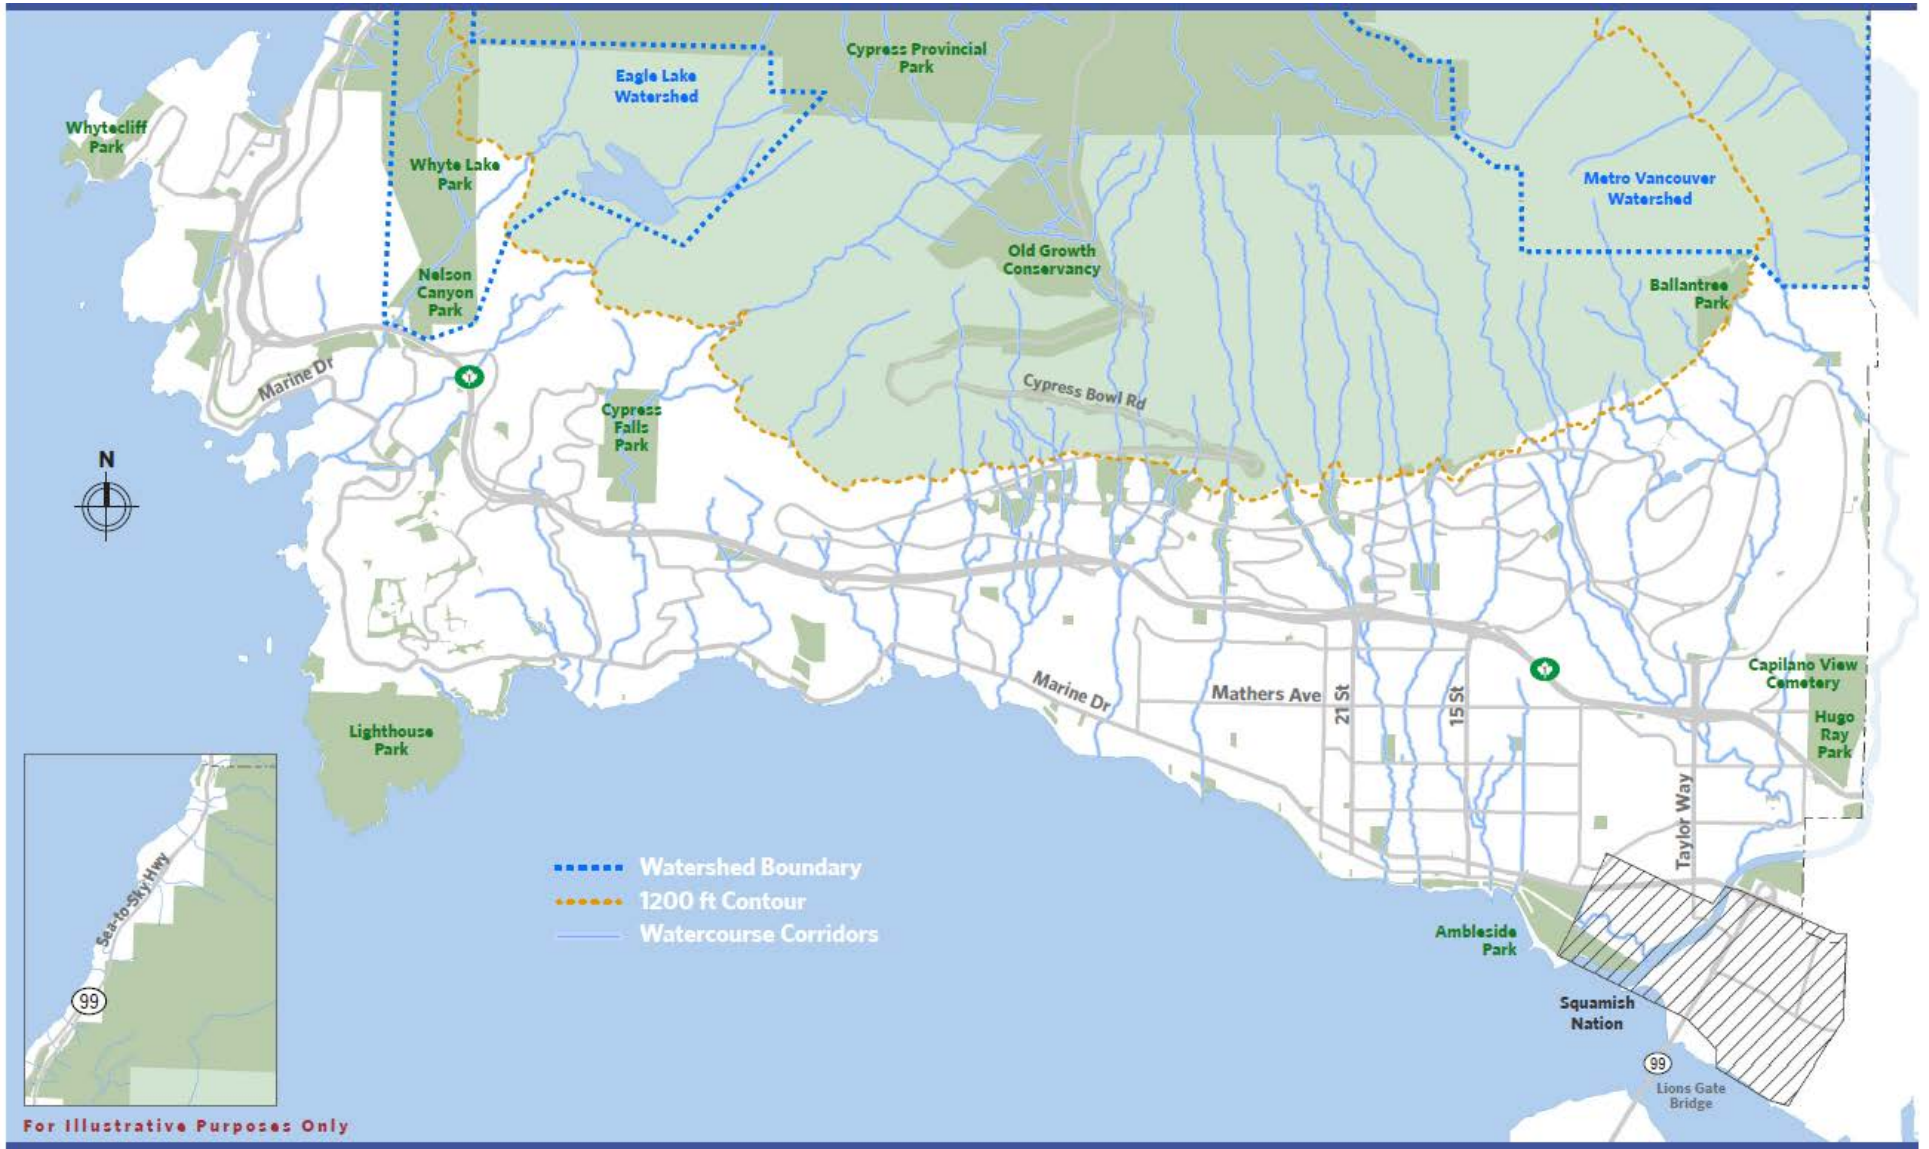 Cypress Provincial
Park
Eagle Lake
Watershed
Whytecliff
Park
Whyte Lake
Park
Metro Vancouver
Watershed
Old Growth
Conservancy
Nelson
Canyon
Park
Ballantree
Park
Marine Dr
1
Cypress Bowl Rd
Cypress
Falls
Park
N
1
Capilano View
Cemetery
Marine Dr
Mathers Ave
21 St
15 St
Hugo
Ray
Park
Lighthouse
Park
Taylor Way
Sea-to-Sky Hwy
99
Watershed Boundary
1200 ft Contour
Watercourse Corridors
Ambleside
Park
Squamish
Nation
99
Lions Gate
Bridge
For Illustrative Purposes Only